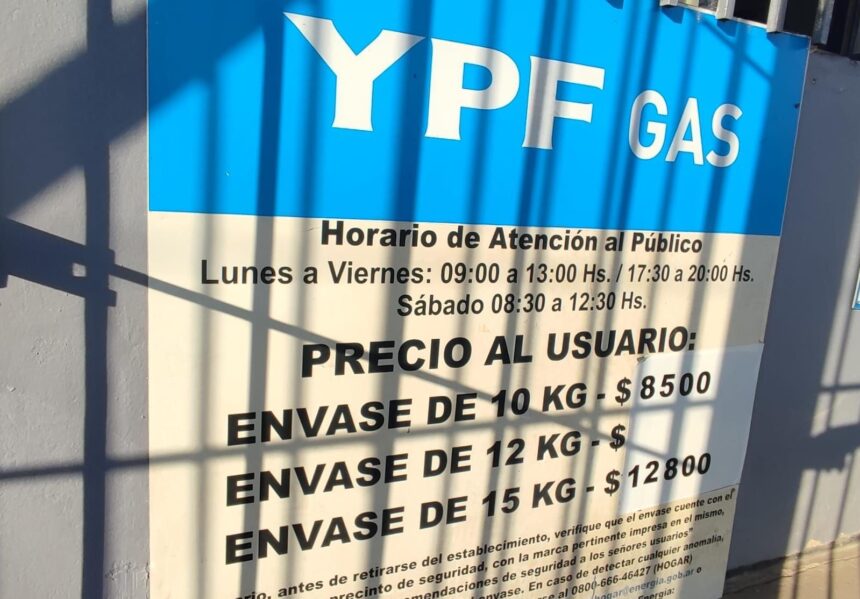 YPF GAS
Horario de Atención al Público
Lunes a Viernes: 09:00 a 13:00 Hs. / 17:30 a 20:00 Hs.
Sábado 08:30 a 12:30 Hs.
PRECIO AL USUARIO:
ENVASE DE 10 KG - $ 8500
ENVASE DE 12 KG - $
ENVASE DE 15 KG - $ 12800
antes de retirarse del establecimiento, verifique que el envase cuente con el
precinto de seguridad, con la marca pertinente impresa en el mismo,
de seguridad a los señores usuarios"
envase. En caso de detectar cualquier anomalía,
al 0800-666-46427 (HOGAR)
hogar@energia.gob.ar o
Energía: